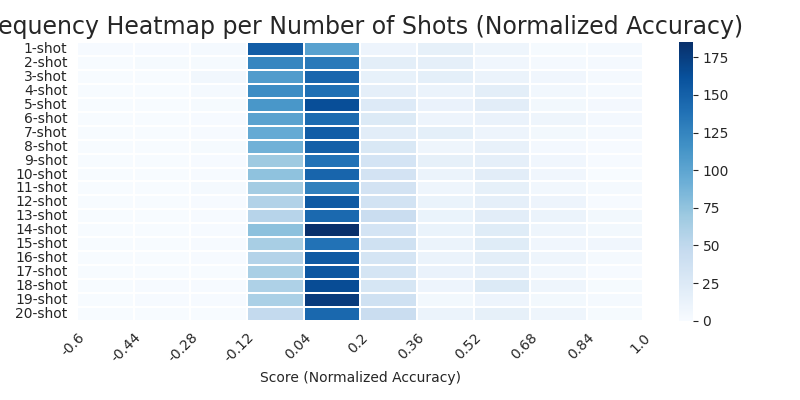 equency Heatmap per Number of Shots (Normalized Accuracy)
1-shot
2-shot
3-shot
4-shot
5-shot
6-shot
7-shot
8-shot
9-shot
10-shot
11-shot
12-shot
13-shot
14-shot
15-shot
16-shot
17-shot
18-shot
19-shot
20-shot
-0.6
-0.44
-0.28
-0.12
0.04
0.2
0.36
0.52
0.68
0.84
1.0
Score (Normalized Accuracy)
175
150
125
100
75
50
25
0